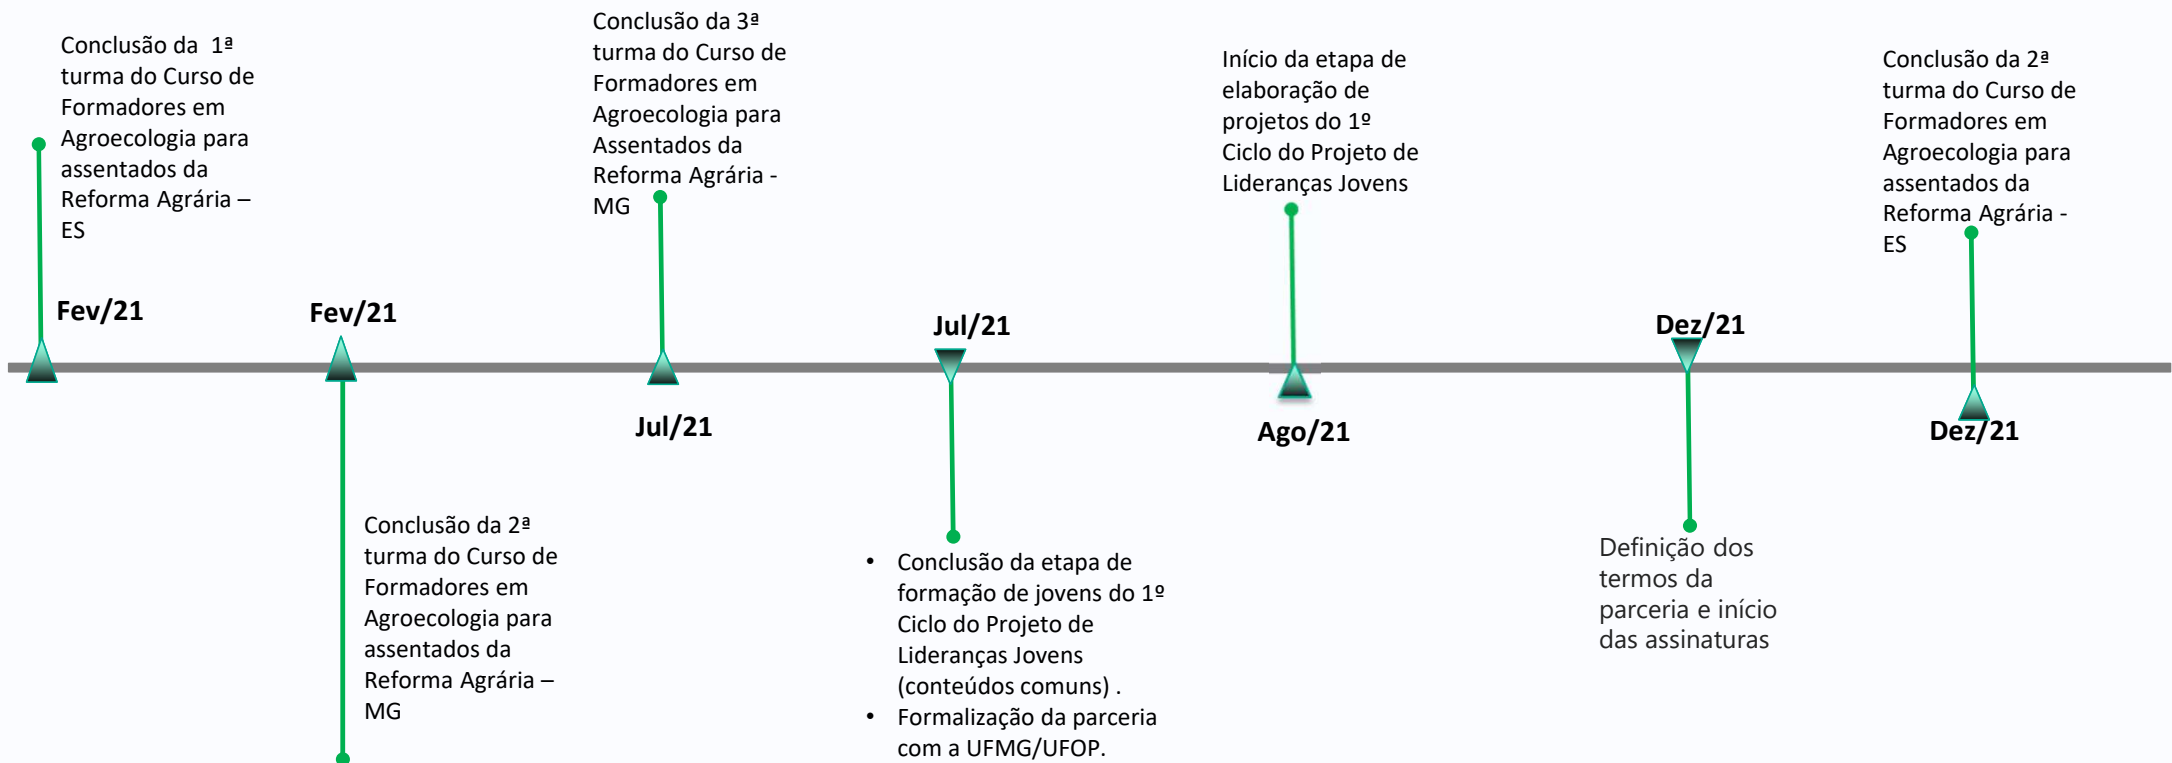 Conclusão da 1ª
turma do Curso de
Formadores em
Agroecologia para
assentados da
Reforma Agrária –
ES
Fev/21
Fev/21
Conclusão da 2ª
turma do Curso de
Formadores em
Agroecologia para
assentados da
Reforma Agrária –
MG
Conclusão da 3ª
turma do Curso de
Formadores em
Agroecologia para
Assentados da
Reforma Agrária -
MG
Jul/21
Jul/21
• Conclusão da etapa de
formação de jovens do 1º
Ciclo do Projeto de
Lideranças Jovens
(conteúdos comuns) .
• Formalização da parceria
com a UFMG/UFOP.
Início da etapa de
elaboração de
projetos do 1º
Ciclo do Projeto de
Lideranças Jovens
Ago/21
Dez/21
Definição dos
termos da
parceria e início
das assinaturas
Conclusão da 2ª
turma do Curso de
Formadores em
Agroecologia para
assentados da
Reforma Agrária -
ES
Dez/21